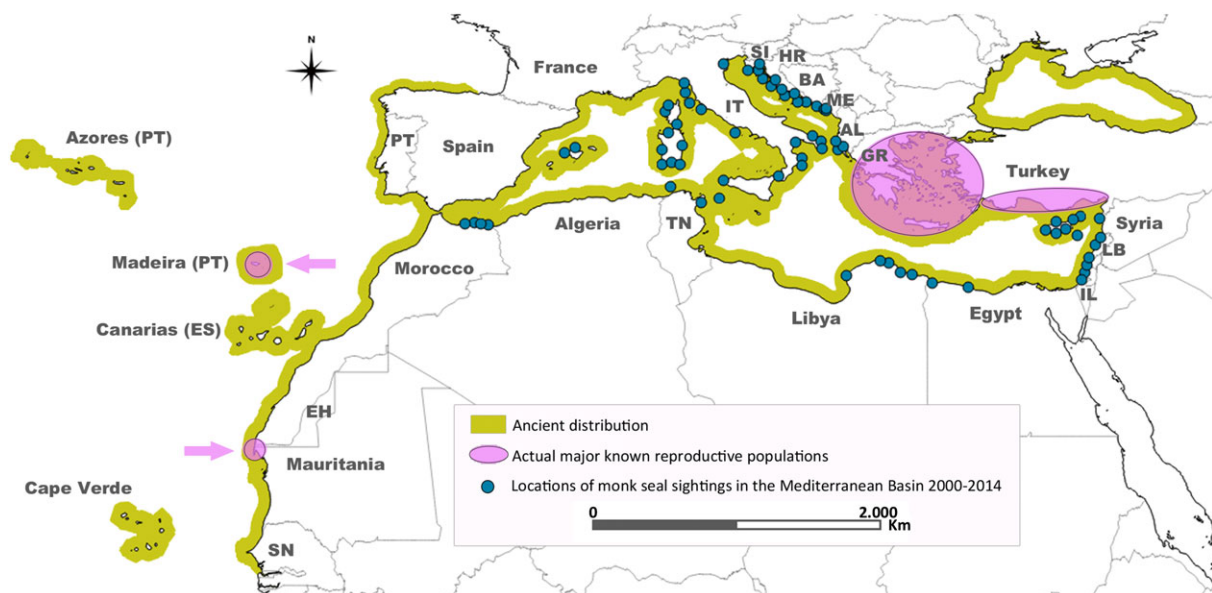 N
SI
HR
France
BA
IT
ME
Azores (PT)
PT
Spain
AL
GR
Turkey
Algeria
TN
Syria
LB
Madeira (PT)
Morocco
IL
Canarias (ES)
Libya
Egypt
EH
Ancient distribution
Actual major known reproductive populations
Mauritania
Locations of monk seal sightings in the Mediterranean Basin 2000-2014
Cape Verde
0
2.000
Km
SN